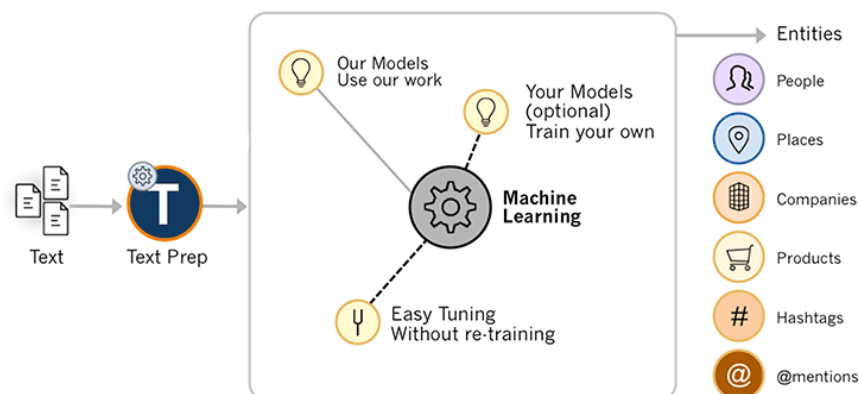 Text
T
Text Prep
Our Models
Use our work
Your Models
(optional)
Train your own
Machine
Learning
Easy Tuning
Without re-training
Entities
People
Places
Companies
Products
#
Hashtags
@
@mentions